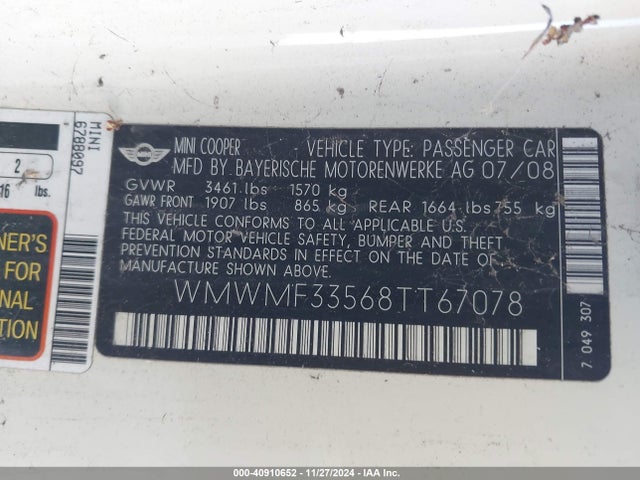 MINI
6788097
2
16 lbs.
NER'S
FOR
NAL
TION
MINI
MINI COOPER VEHICLE TYPE: PASSENGER CAR
MFD BY BAYERISCHE MOTORENWERKE AG 07/08
GVWR 3461 lbs 1570 kg
GAWR FRONT 1907 lbs 865 kg REAR 1664 lbs 755 kg
THIS VEHICLE CONFORMS TO ALL APPLICABLE U.S.
FEDERAL MOTOR VEHICLE SAFETY, BUMPER AND THEFT
PREVENTION STANDARDS IN EFFECT ON THE DATE OF
MANUFACTURE SHOWN ABOVE.
WMWMF33568TT67078
7 049 307
000-40910652 - 11/27/2024 - IAA Inc.